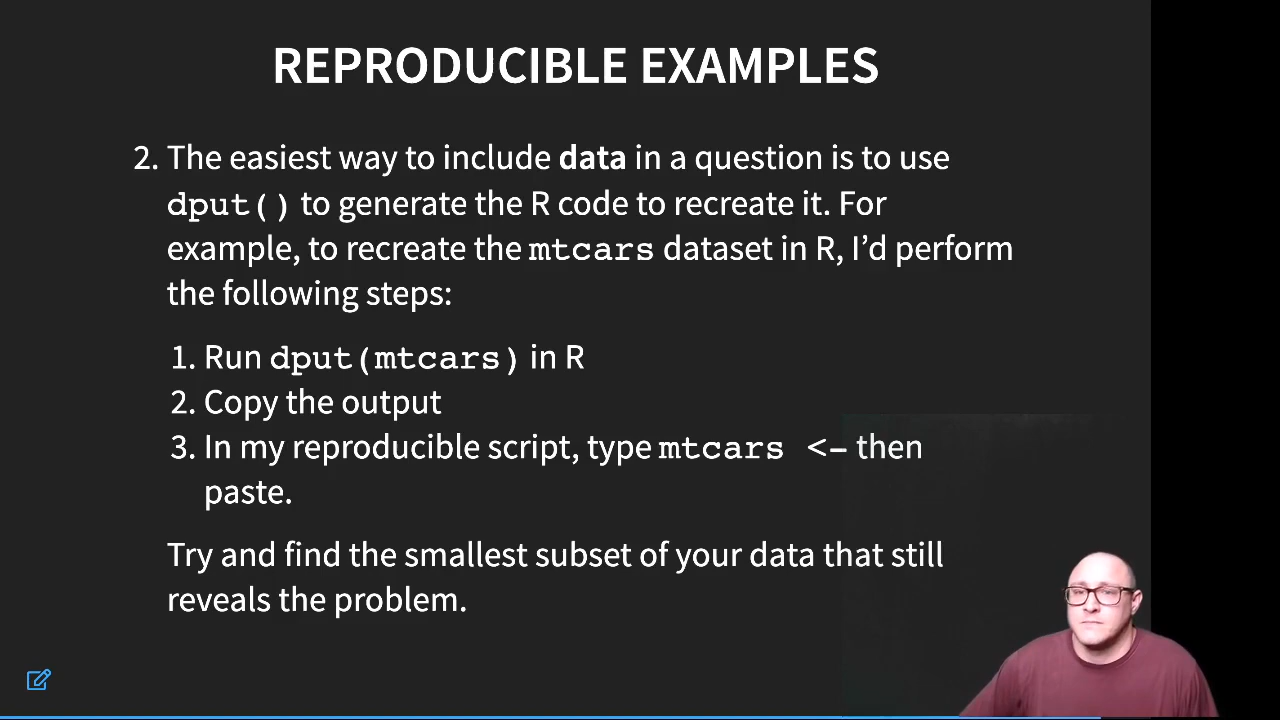 REPRODUCIBLE EXAMPLES
2. The easiest way to include data in a question is to use
dput() to generate the R code to recreate it. For
example, to recreate the mtcars dataset in R, I’d perform
the following steps:
1. Run dput(mtcars) in R
2. Copy the output
3. In my reproducible script, type mtcars <- then
paste.
Try and find the smallest subset of your data that still
reveals the problem.